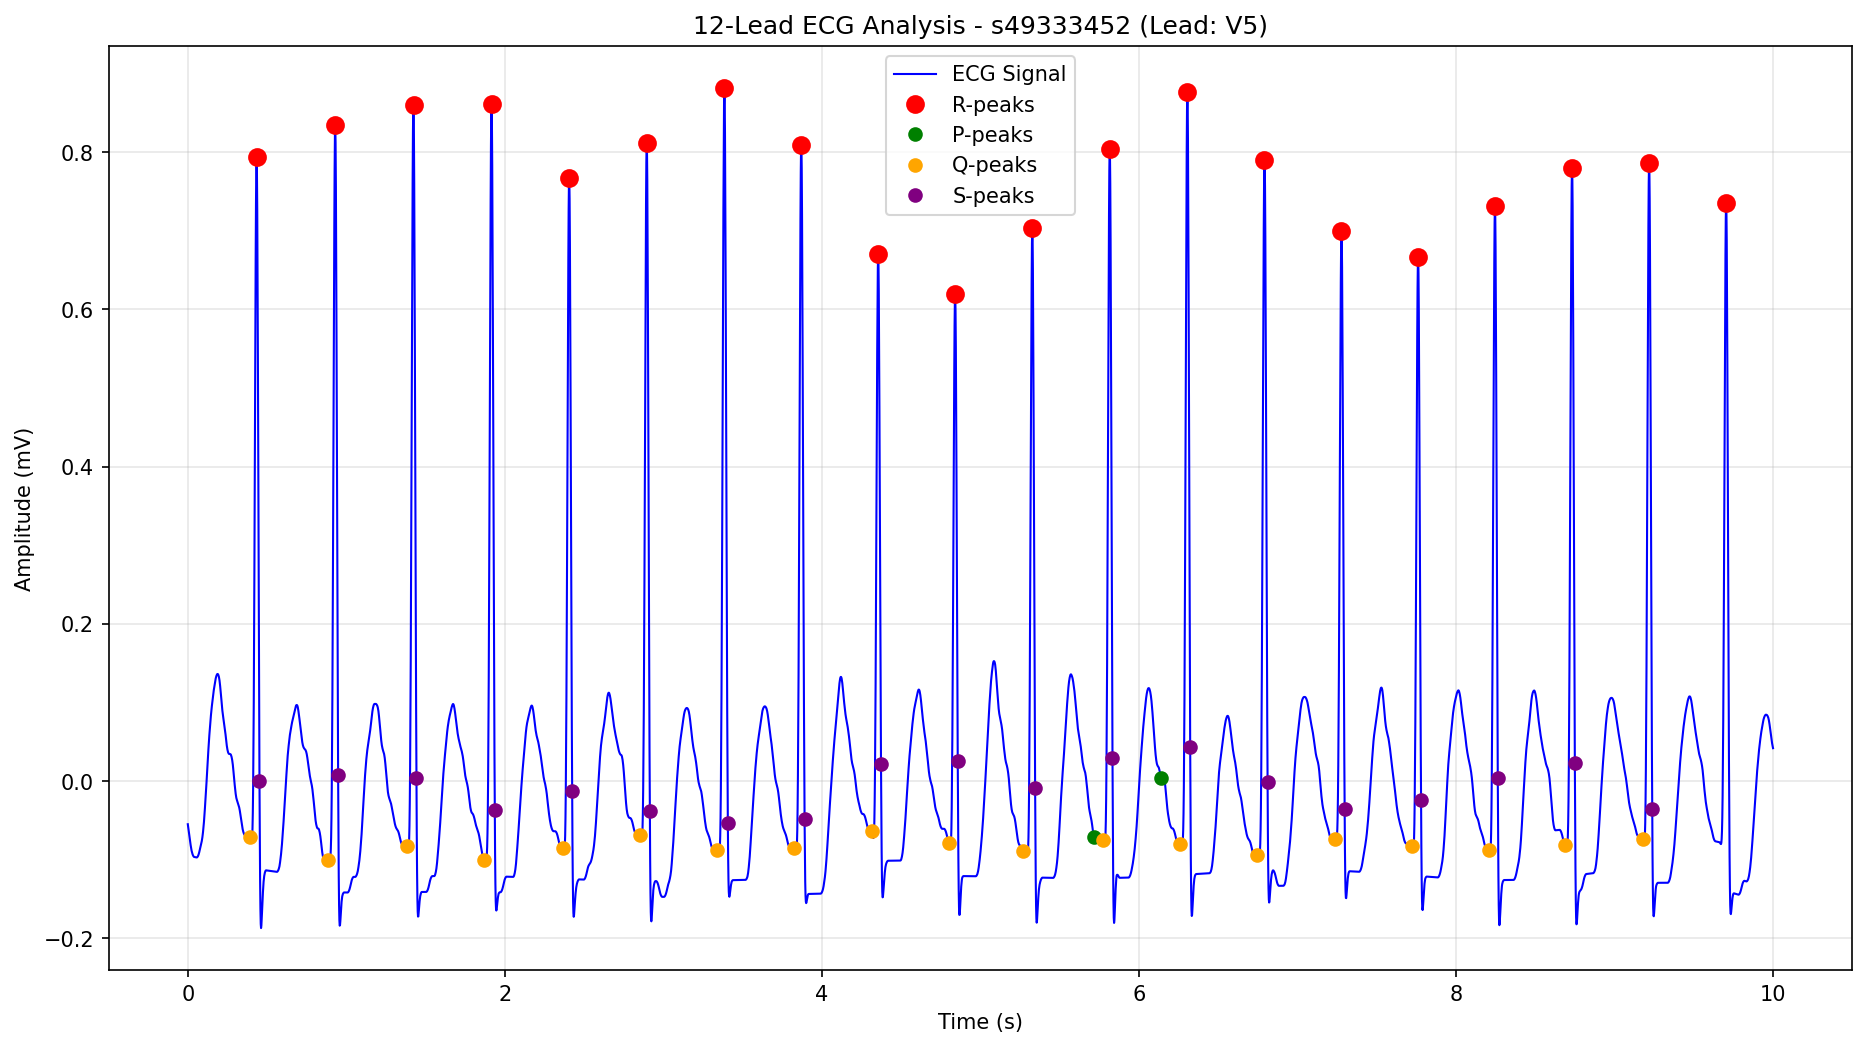 12-Lead ECG Analysis - s49333452 (Lead: V5)
ECG Signal
R-peaks
P-peaks
Q-peaks
S-peaks
Amplitude (mV)
0.8
0.6
0.4
0.2
0.0
−0.2
0 2 4 6 8 10
Time (s)